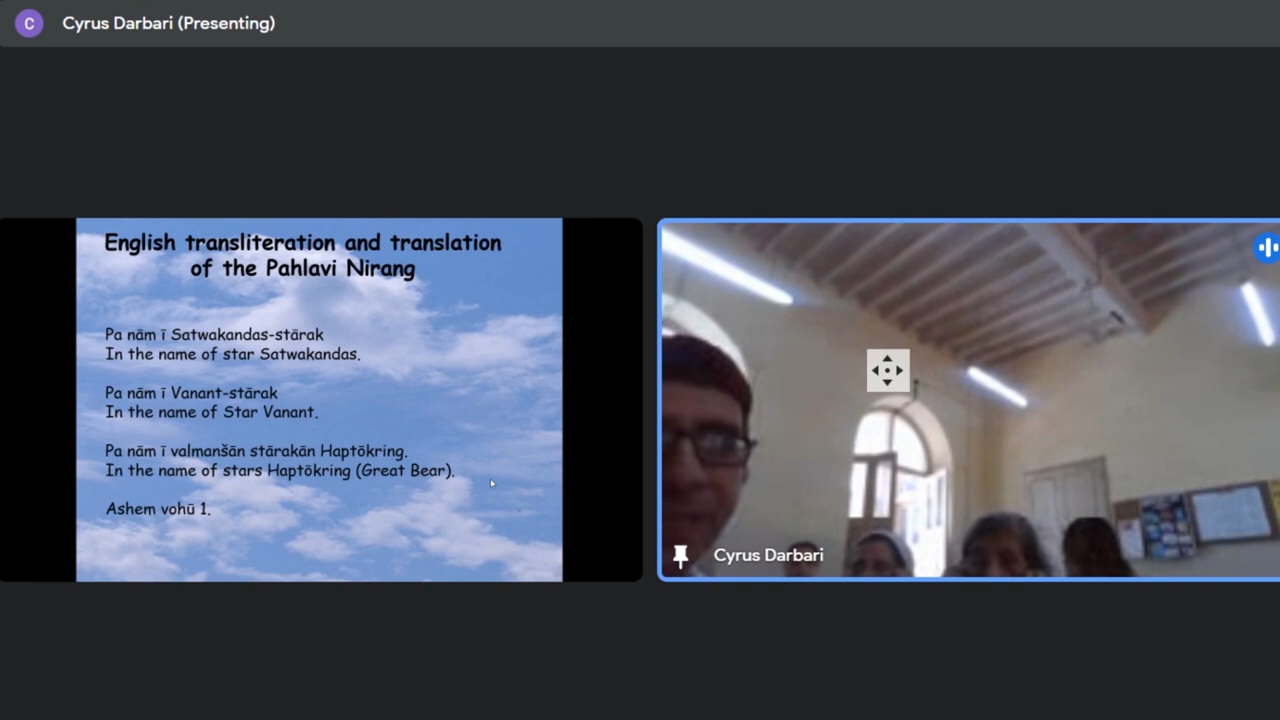 C
Cyrus Darbari (Presenting)
English transliteration and translation
of the Pahlavi Nirang
Pa nām ī Satwakandas-stārak
In the name of star Satwakandas.
Pa nām ī Vanant-stārak
In the name of Star Vanant.
Pa nām ī valmanšān stārakān Haptōkring.
In the name of stars Haptōkring (Great Bear).
Ashem vohū 1.
Cyrus Darbari